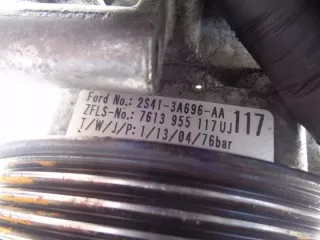 Ford No.: 2S41-3A696-AA
ZFLS-No.: 7613 955 117UJ 117
T/W/J/P: 1/13/04/76bar